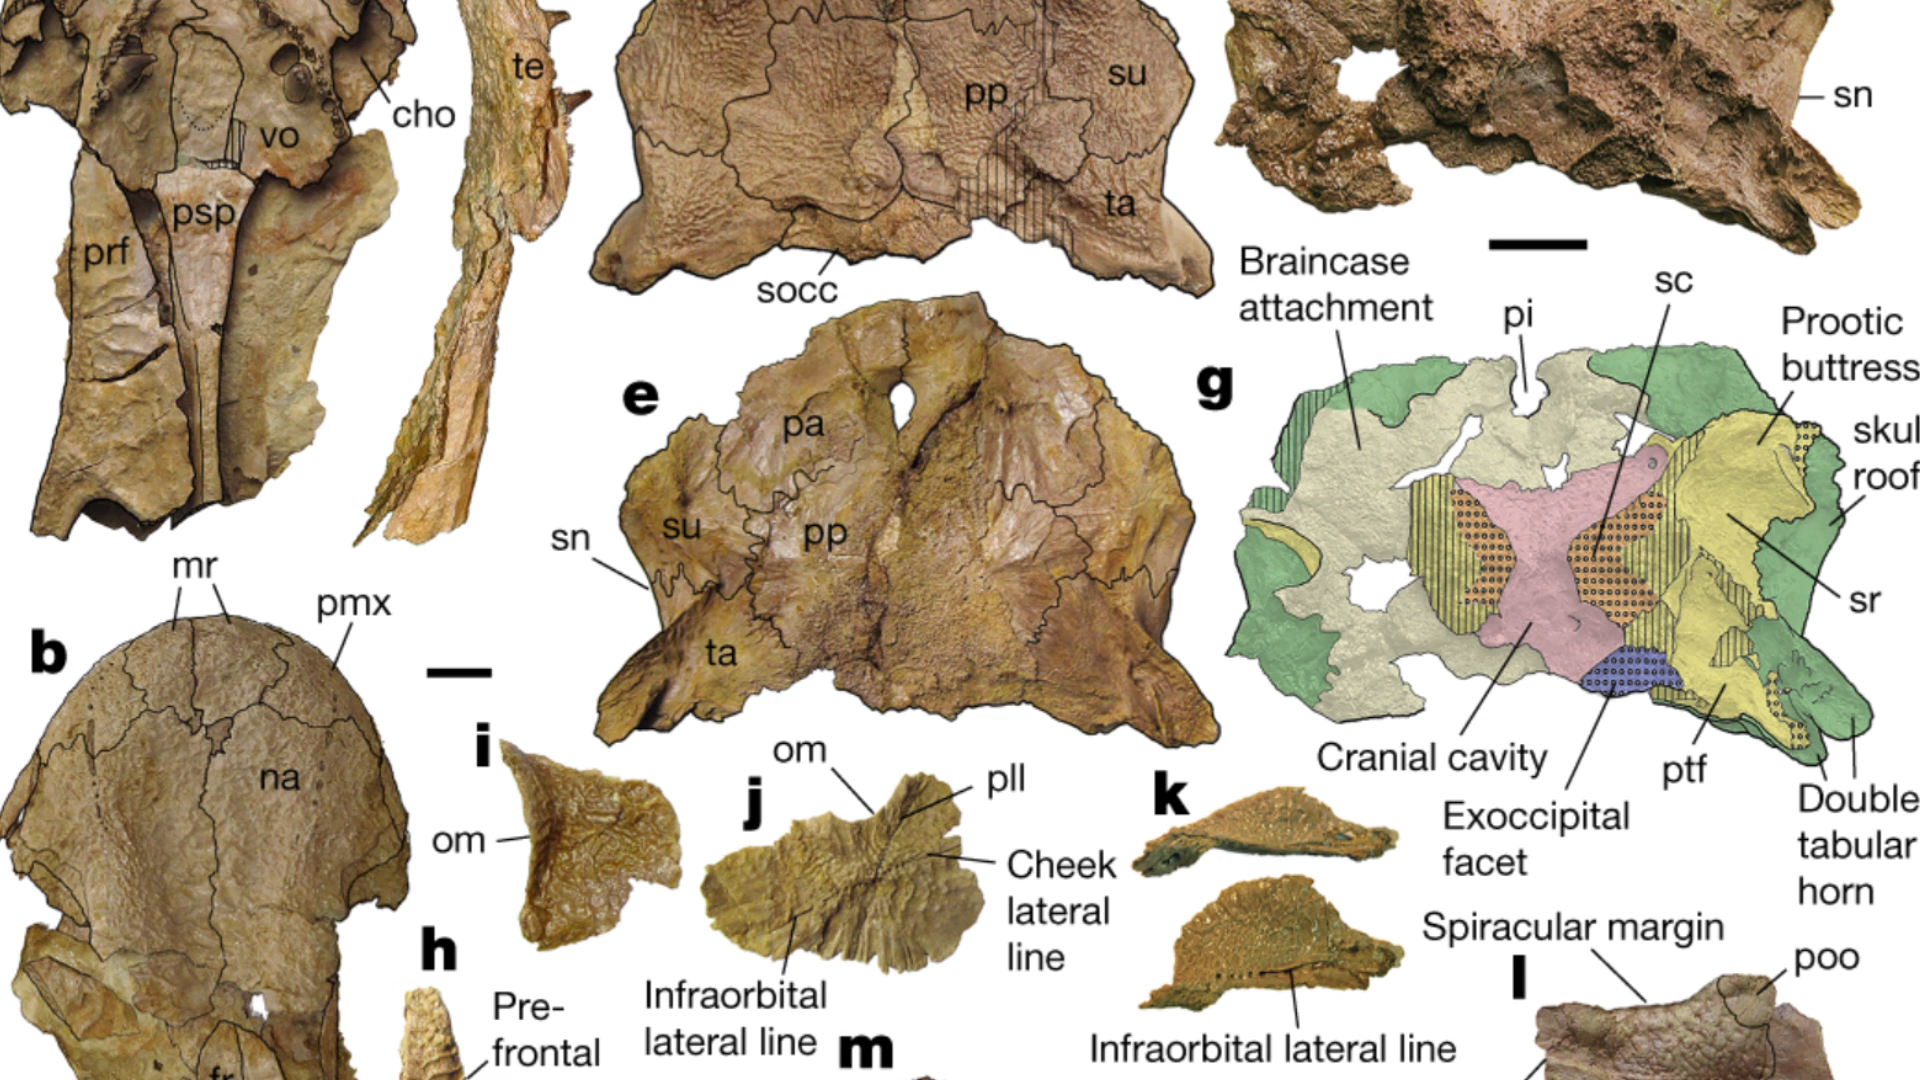 te
cho
vo
psp
prf
pp
su
ta
socc
sn
Braincase
attachment
pi
sc
Prootic
buttress
e
g
skul
roof
pa
su
pp
sn
ta
sr
mr
pmx
b
na
i
om
om
j
pll
Cheek
lateral
line
Infraorbital
lateral line
k
Cranial cavity
Exoccipital
facet
ptf
Double
tabular
horn
Infraorbital lateral line
Spiracular margin
l
poo
h
Pre-
frontal
m
fr